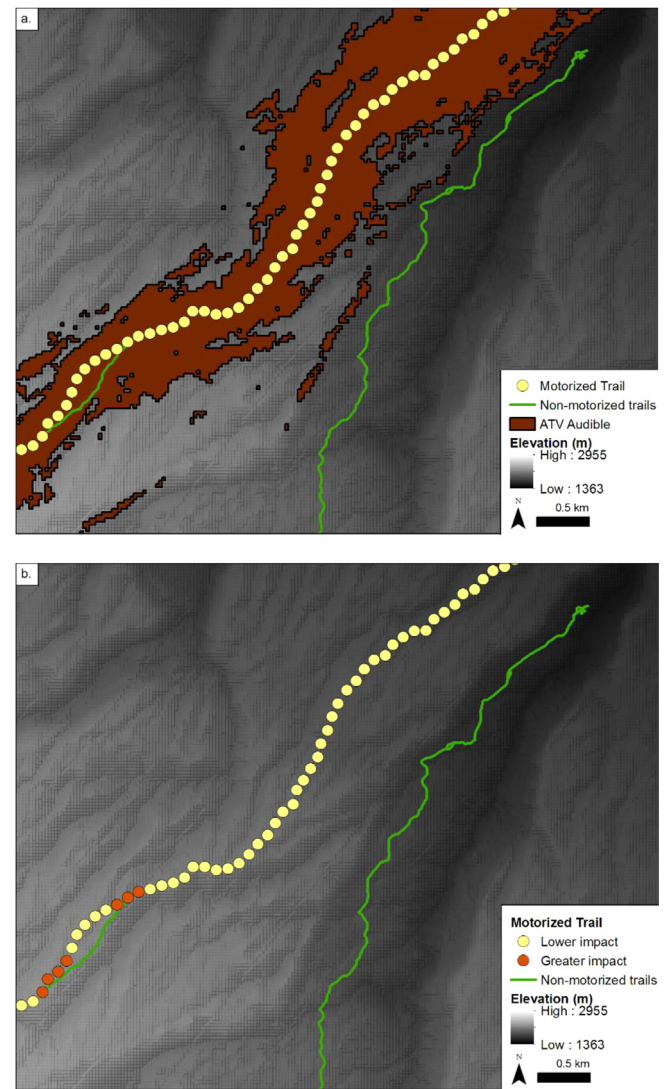 a.
Motorized Trail
Non-motorized trails
ATV Audible
Elevation (m)
High : 2955
Low : 1363
N
0.5 km
b.
Motorized Trail
Lower impact
Greater impact
Non-motorized trails
Elevation (m)
High : 2955
Low : 1363
N
0.5 km